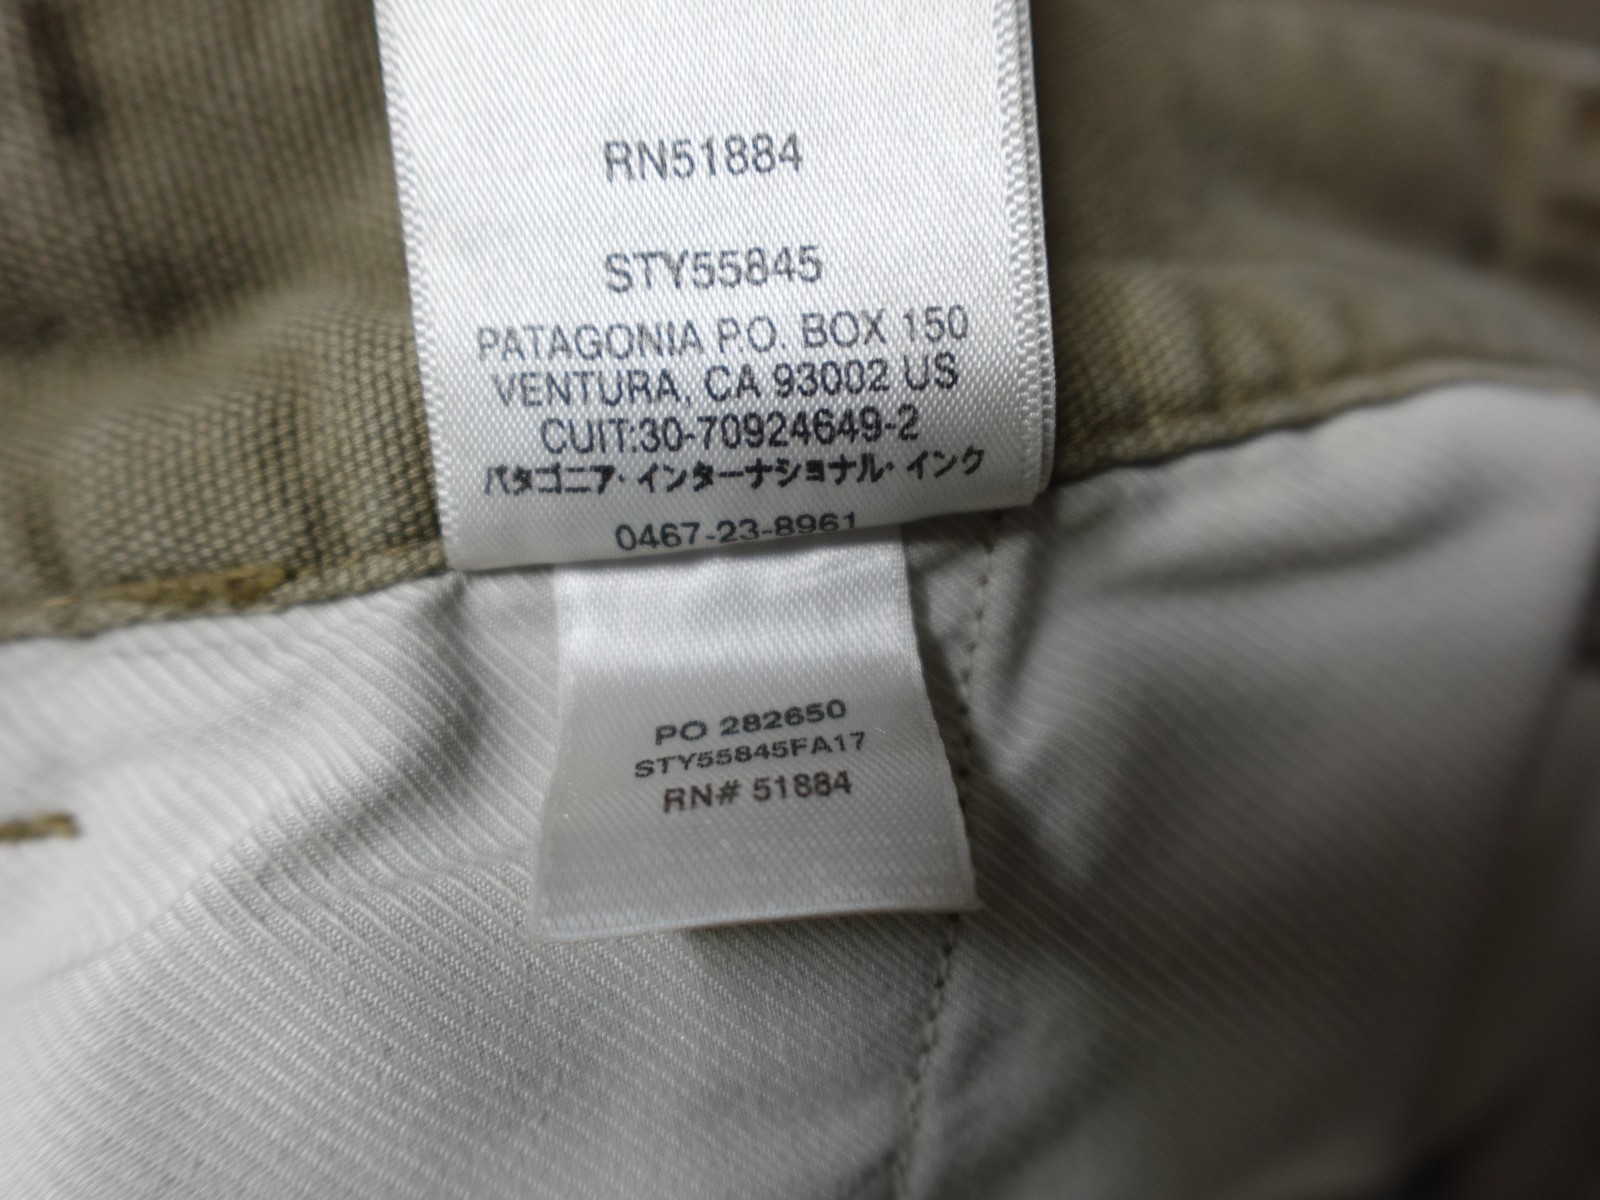 RN51884
STY55845
PATAGONIA P.O. BOX 150
VENTURA, CA 93002 US
CUIT:30-70924649-2
パタゴニア・インターナショナル・インク
0467-23-8961
PO 282650
STY55845FA17
RN# 51884